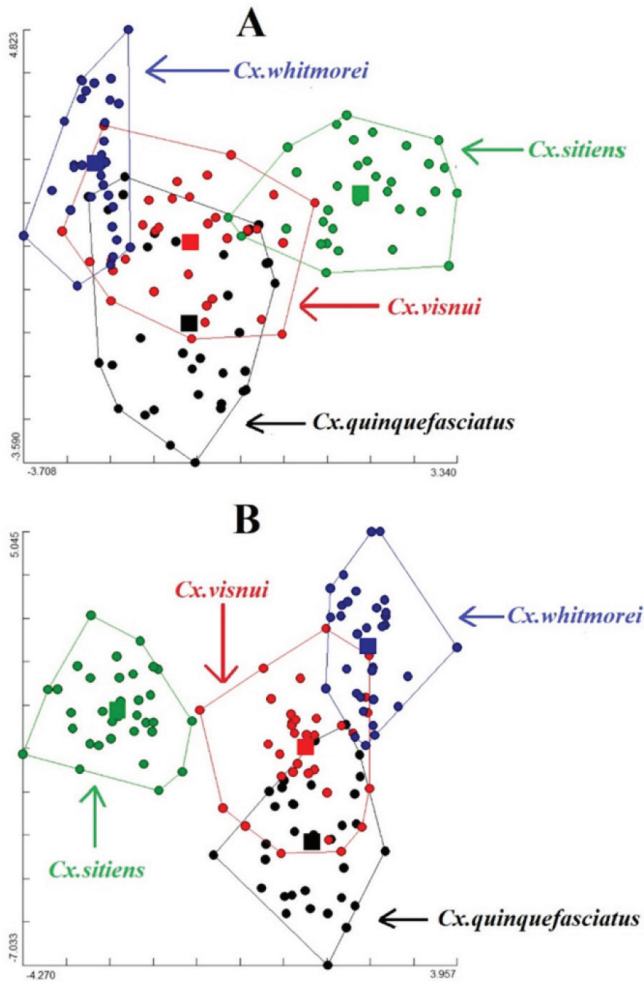 A
4.823
Cx.whitmorei
Cx.sitiens
Cx.visnui
Cx.quinquefasciatus
-3.590
-3.708
3.340
B
5.045
Cx.visnui
Cx.whitmorei
Cx.sitiens
Cx.quinquefasciatus
-7.033
-4.270
3.957